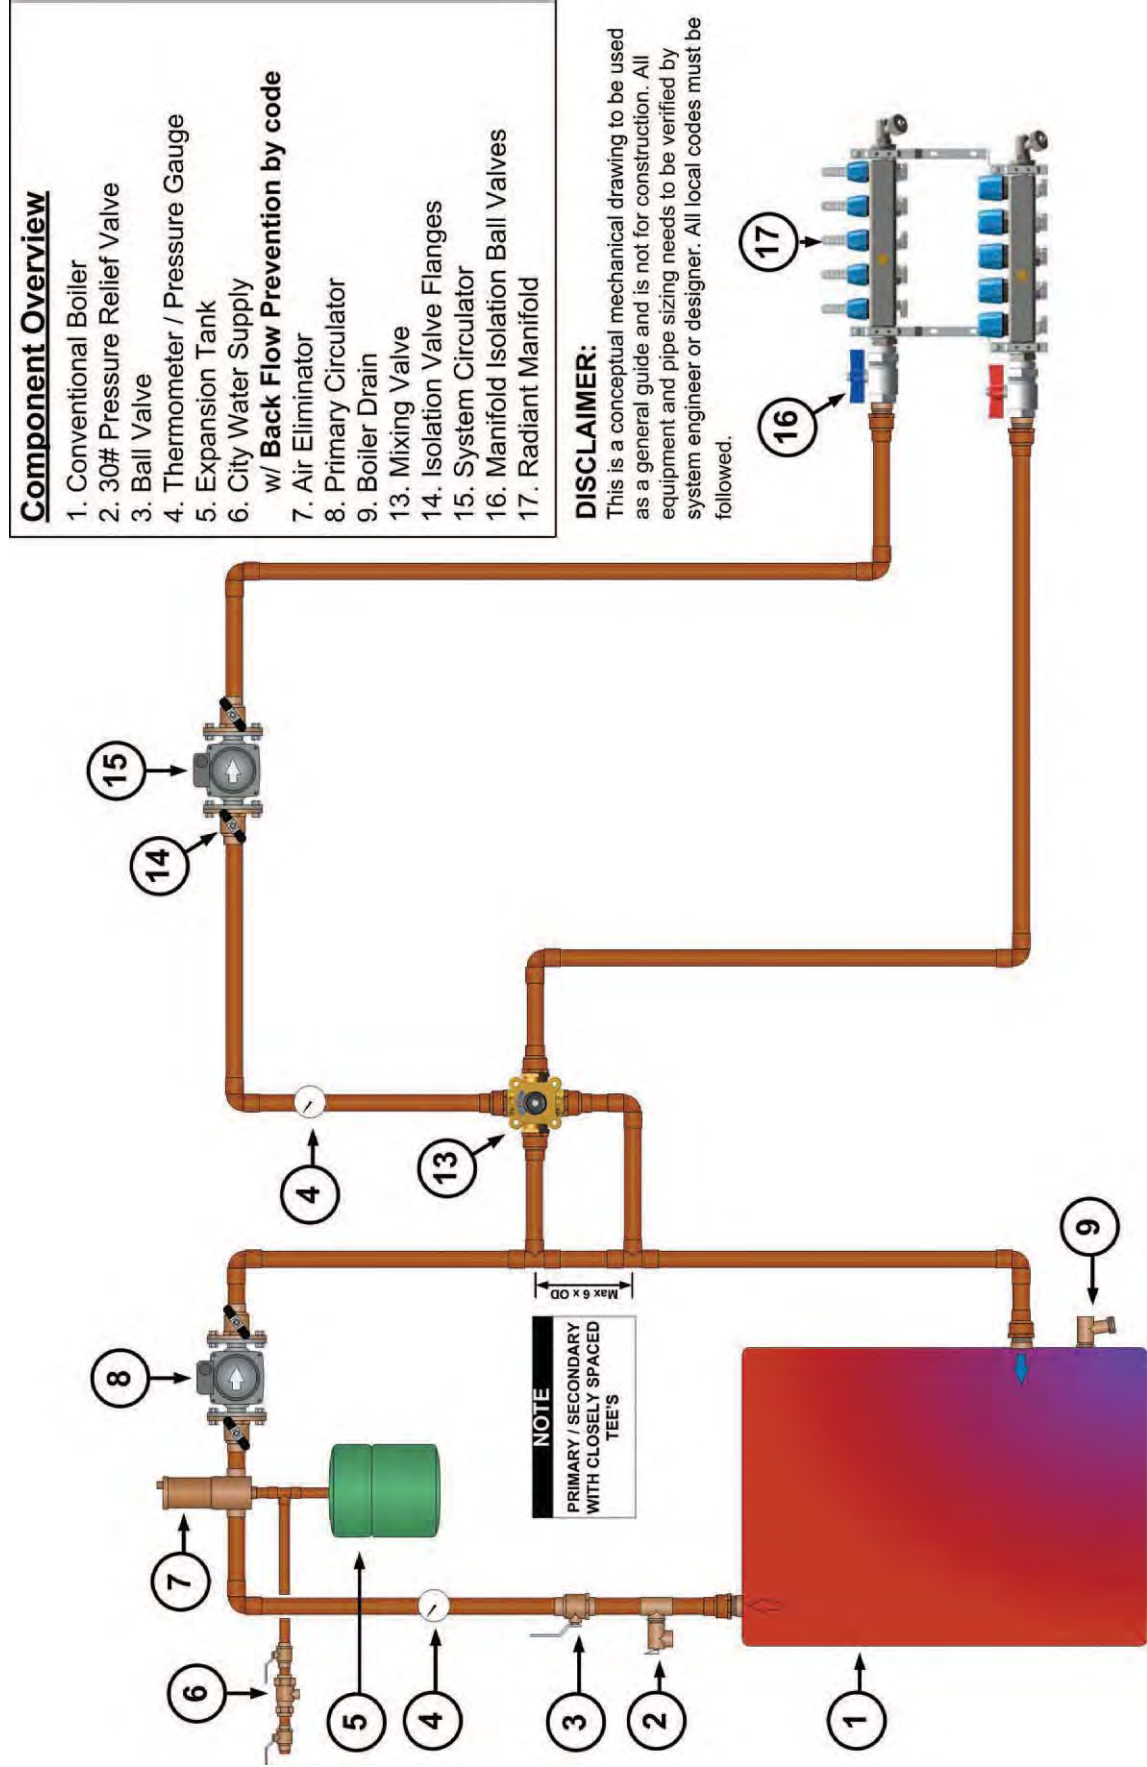 Component Overview
1. Conventional Boiler
2. 30# Pressure Relief Valve
3. Ball Valve
4. Thermometer / Pressure Gauge
5. Expansion Tank
6. City Water Supply
w/ Back Flow Prevention by code
7. Air Eliminator
8. Primary Circulator
9. Boiler Drain
13. Mixing Valve
14. Isolation Valve Flanges
15. System Circulator
16. Manifold Isolation Ball Valves
17. Radiant Manifold
DISCLAIMER:
This is a conceptual mechanical drawing to be used
as a general guide and is not for construction. All
equipment and pipe sizing needs to be verified by
system engineer or designer. All local codes must be
followed.
15
14
17
16
4
13
8
7
6
5
4
3
2
1
9
Max 6 x OD
NOTE
PRIMARY / SECONDARY
WITH CLOSELY SPACED
TEE'S